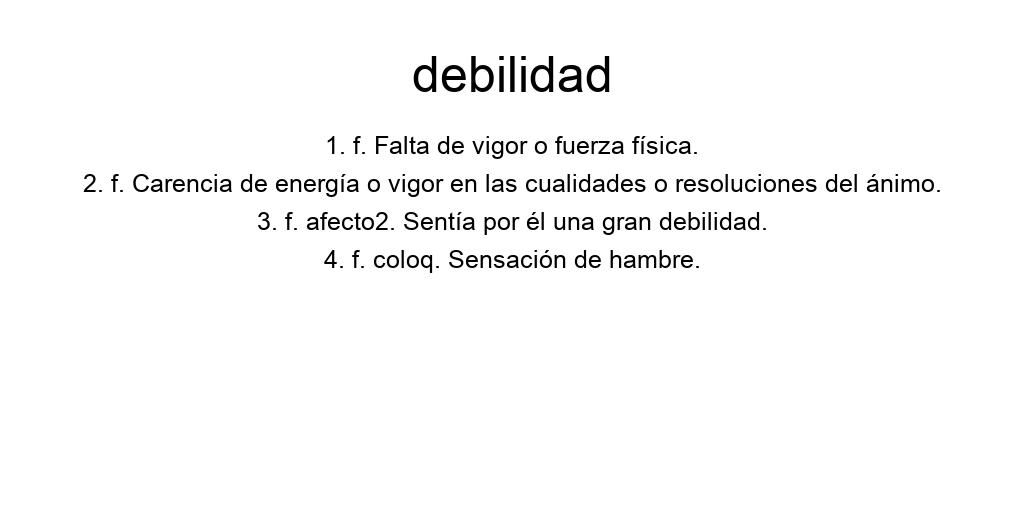 debilidad
1. f. Falta de vigor o fuerza física.
2. f. Carencia de energía o vigor en las cualidades o resoluciones del ánimo.
3. f. afecto2. Sentía por él una gran debilidad.
4. f. coloq. Sensación de hambre.